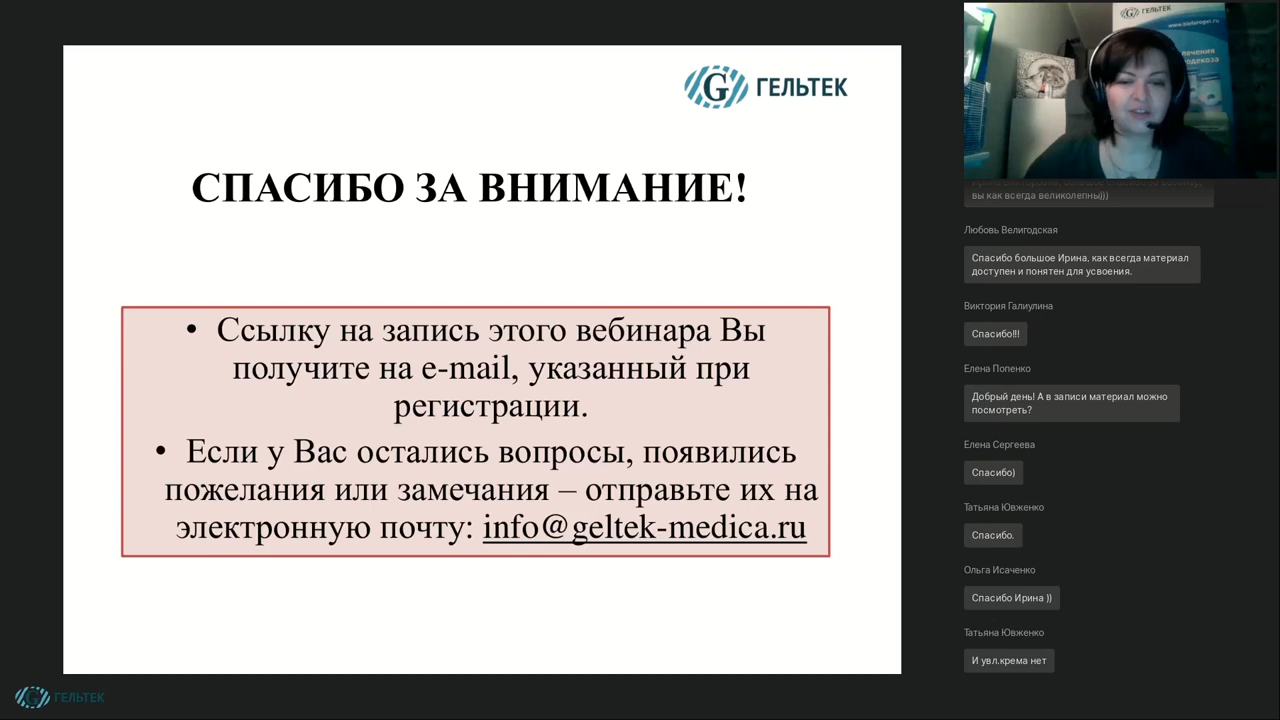 ГЕЛЬТЕК
СПАСИБО ЗА ВНИМАНИЕ!
• Ссылку на запись этого вебинара Вы
получите на e-mail, указанный при
регистрации.
• Если у Вас остались вопросы, появились
пожелания или замечания – отправьте их на
электронную почту: info@geltek-medica.ru
ГЕЛЬТЕК
ГЕЛЬТЕК
вы как всегда великолепны)))
Любовь Велигодская
Спасибо большое Ирина, как всегда материал
доступен и понятен для усвоения.
Виктория Галиулина
Спасибо!!!
Елена Попенко
Добрый день! А в записи материал можно
посмотреть?
Елена Сергеева
Спасибо)
Татьяна Ювженко
Спасибо.
Ольга Исаченко
Спасибо Ирина ))
Татьяна Ювженко
И увл.крема нет